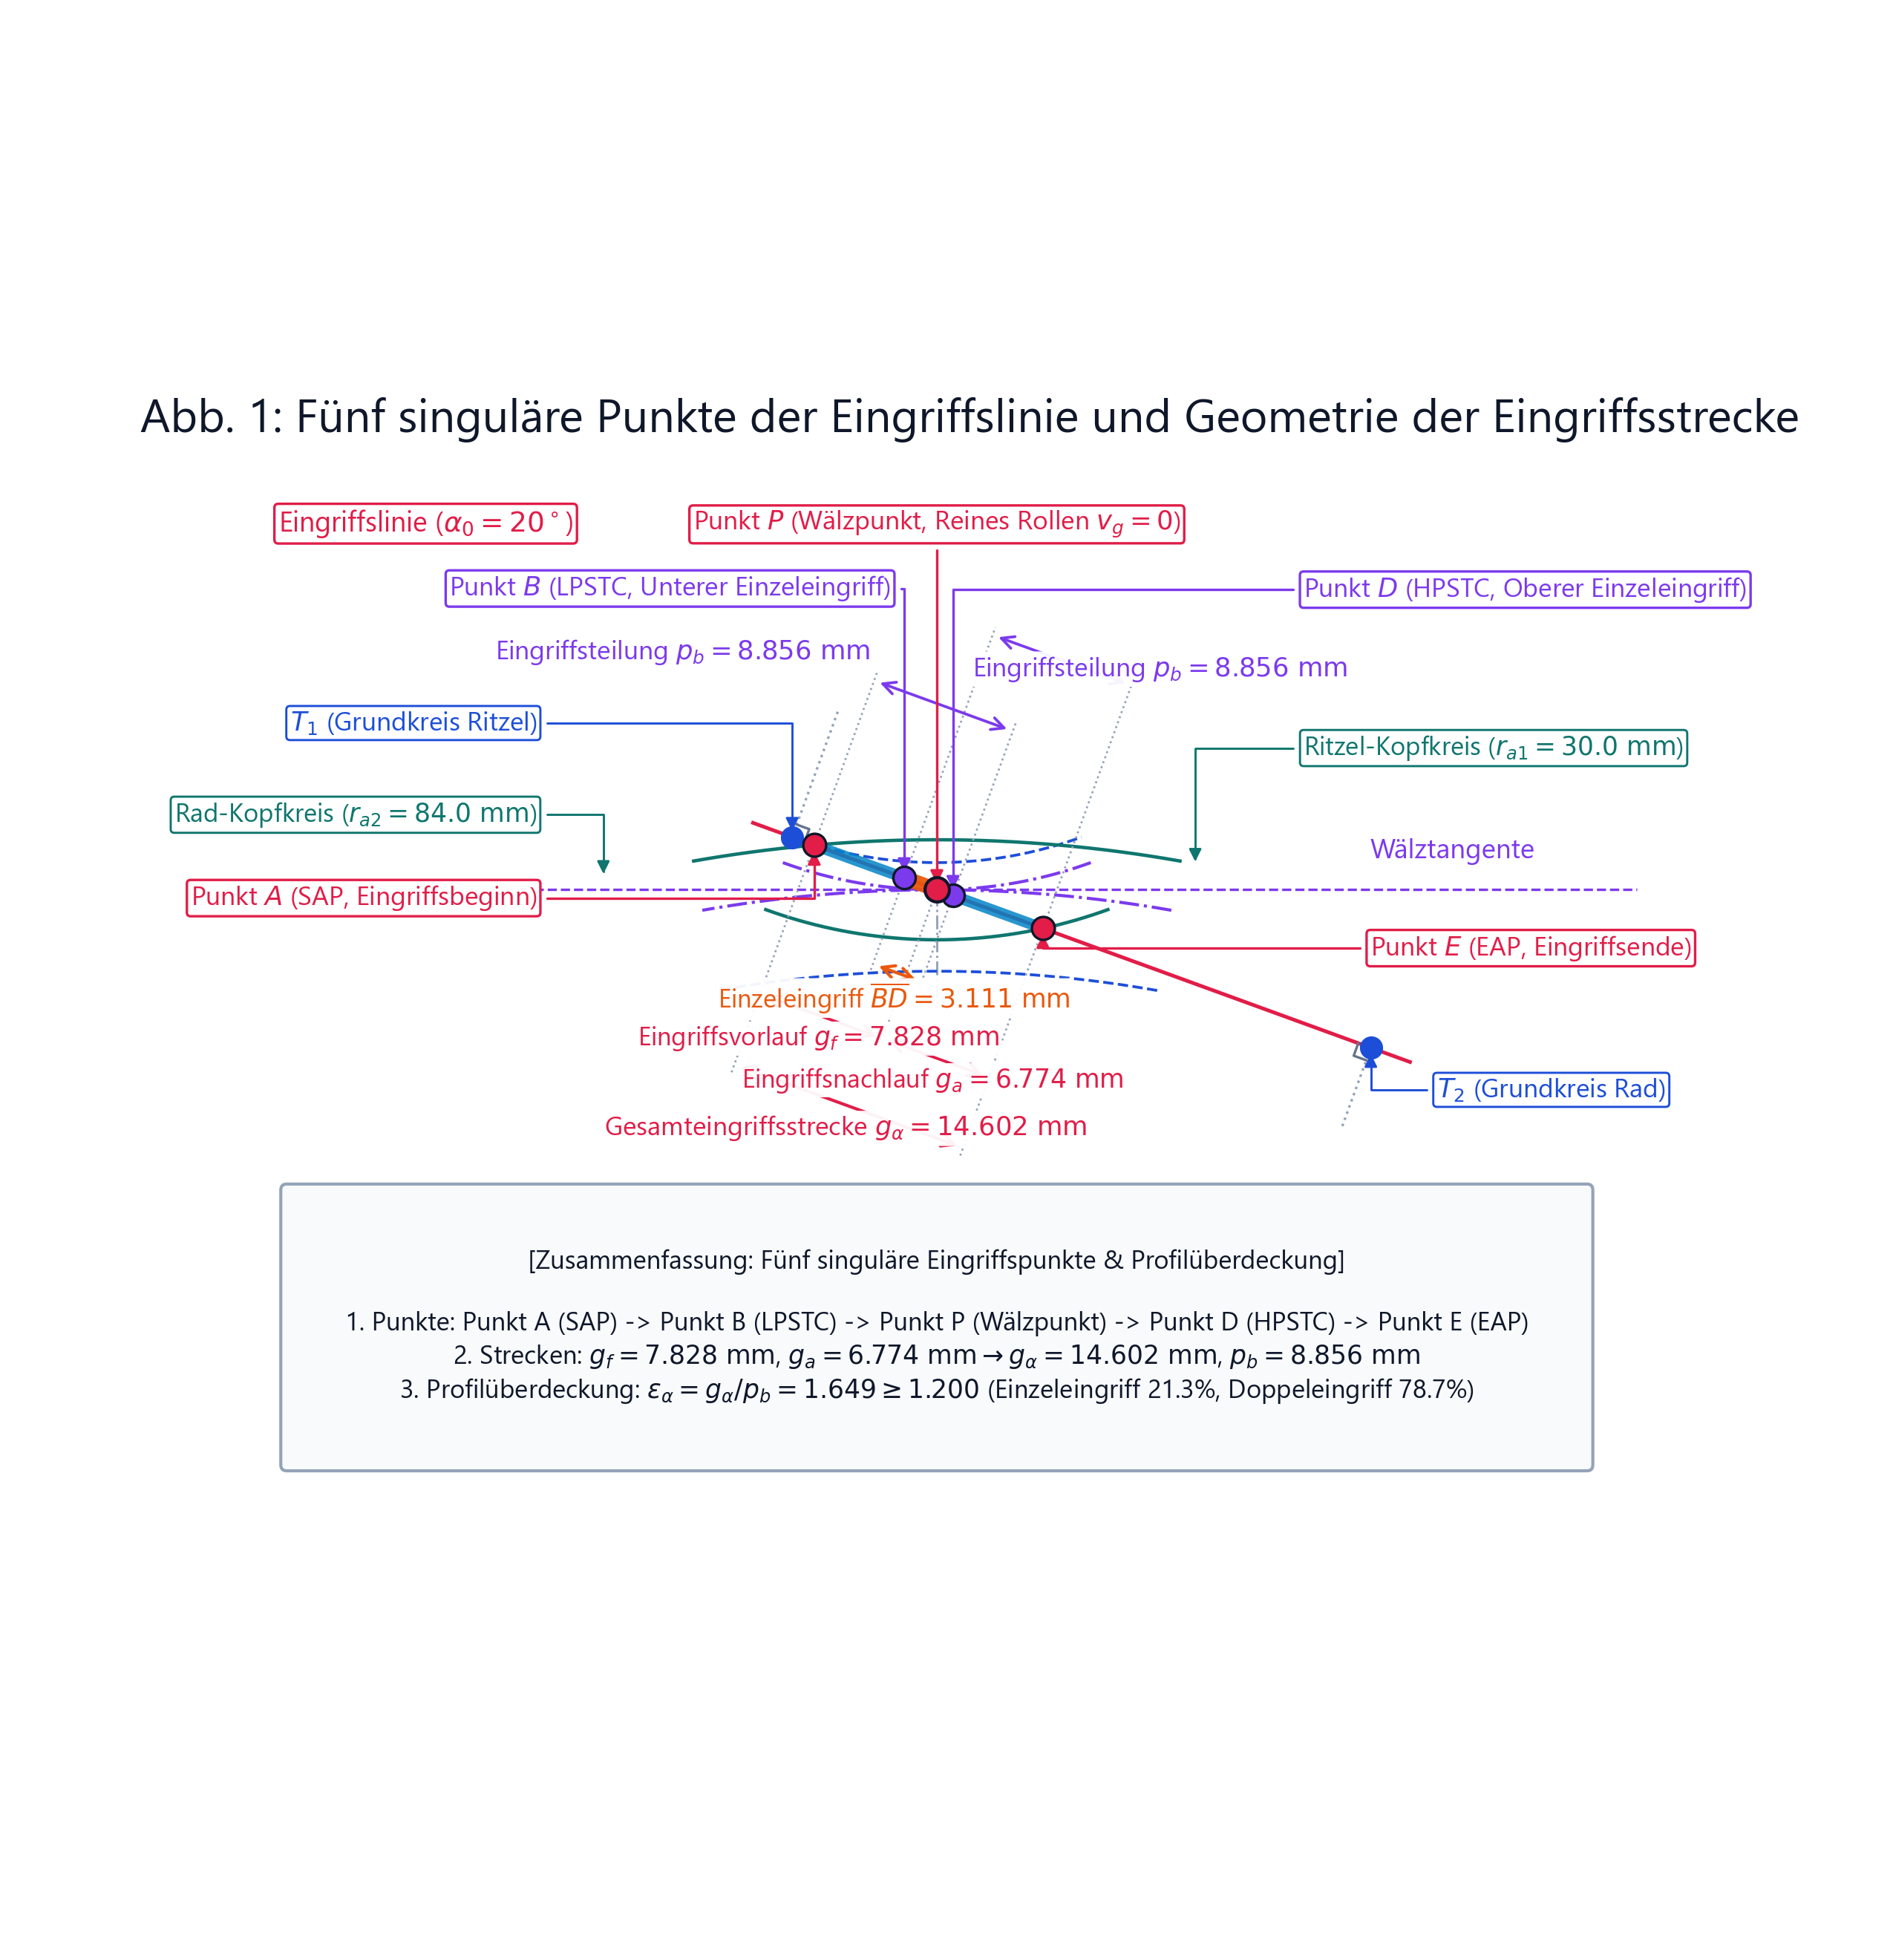 Abb. 1: Fünf singuläre Punkte der Eingriffslinie und Geometrie der Eingriffsstrecke
Eingriffslinie (α₀ = 20°)
Punkt P (Wälzpunkt, Reines Rollen v_g = 0)
Punkt B (LPSTC, Unterer Einzeleingriff)
Punkt D (HPSTC, Oberer Einzeleingriff)
Eingriffsteilung p_b = 8.856 mm
Eingriffsteilung p_b = 8.856 mm
T₁ (Grundkreis Ritzel)
Ritzel-Kopfkreis (r_a1 = 30.0 mm)
Rad-Kopfkreis (r_a2 = 84.0 mm)
Wälztangente
Punkt A (SAP, Eingriffsbeginn)
Punkt E (EAP, Eingriffsende)
Einzeleingriff B̅D̅ = 3.111 mm
Eingriffsvorlauf g_f = 7.828 mm
Eingriffsnachlauf g_a = 6.774 mm
T₂ (Grundkreis Rad)
Gesamteingriffsstrecke g_α = 14.602 mm
[Zusammenfassung: Fünf singuläre Eingriffspunkte & Profilüberdeckung]
1. Punkte: Punkt A (SAP) -> Punkt B (LPSTC) -> Punkt P (Wälzpunkt) -> Punkt D (HPSTC) -> Punkt E (EAP)
2. Strecken: g_f = 7.828 mm, g_a = 6.774 mm → g_α = 14.602 mm, p_b = 8.856 mm
3. Profilüberdeckung: ε_α = g_α/p_b = 1.649 ≥ 1.200 (Einzeleingriff 21.3%, Doppeleingriff 78.7%)